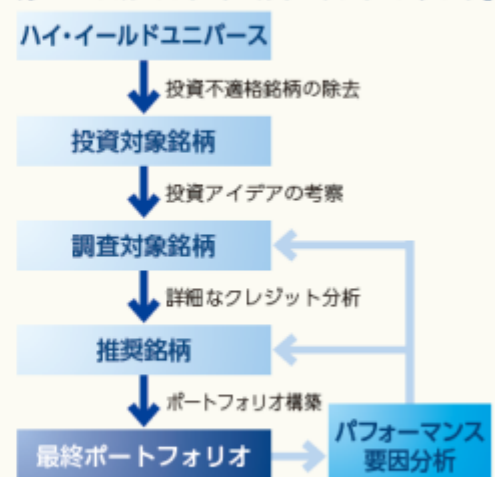 ハイ・イールドユニバース
投資不適格銘柄の除去
投資対象銘柄
投資アイデアの考察
調査対象銘柄
詳細なクレジット分析
推奨銘柄
ポートフォリオ構築
最終ポートフォリオ
パフォーマンス
要因分析